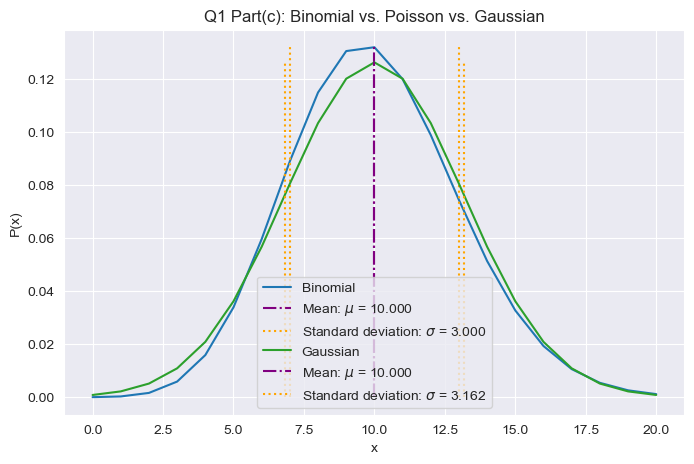 Q1 Part(c): Binomial vs. Poisson vs. Gaussian
P(x)
0.12
0.10
0.08
0.06
0.04
0.02
0.00
Binomial
Mean: μ = 10.000
Standard deviation: σ = 3.000
Gaussian
Mean: μ = 10.000
Standard deviation: σ = 3.162
0.0 2.5 5.0 7.5 10.0 12.5 15.0 17.5 20.0
x